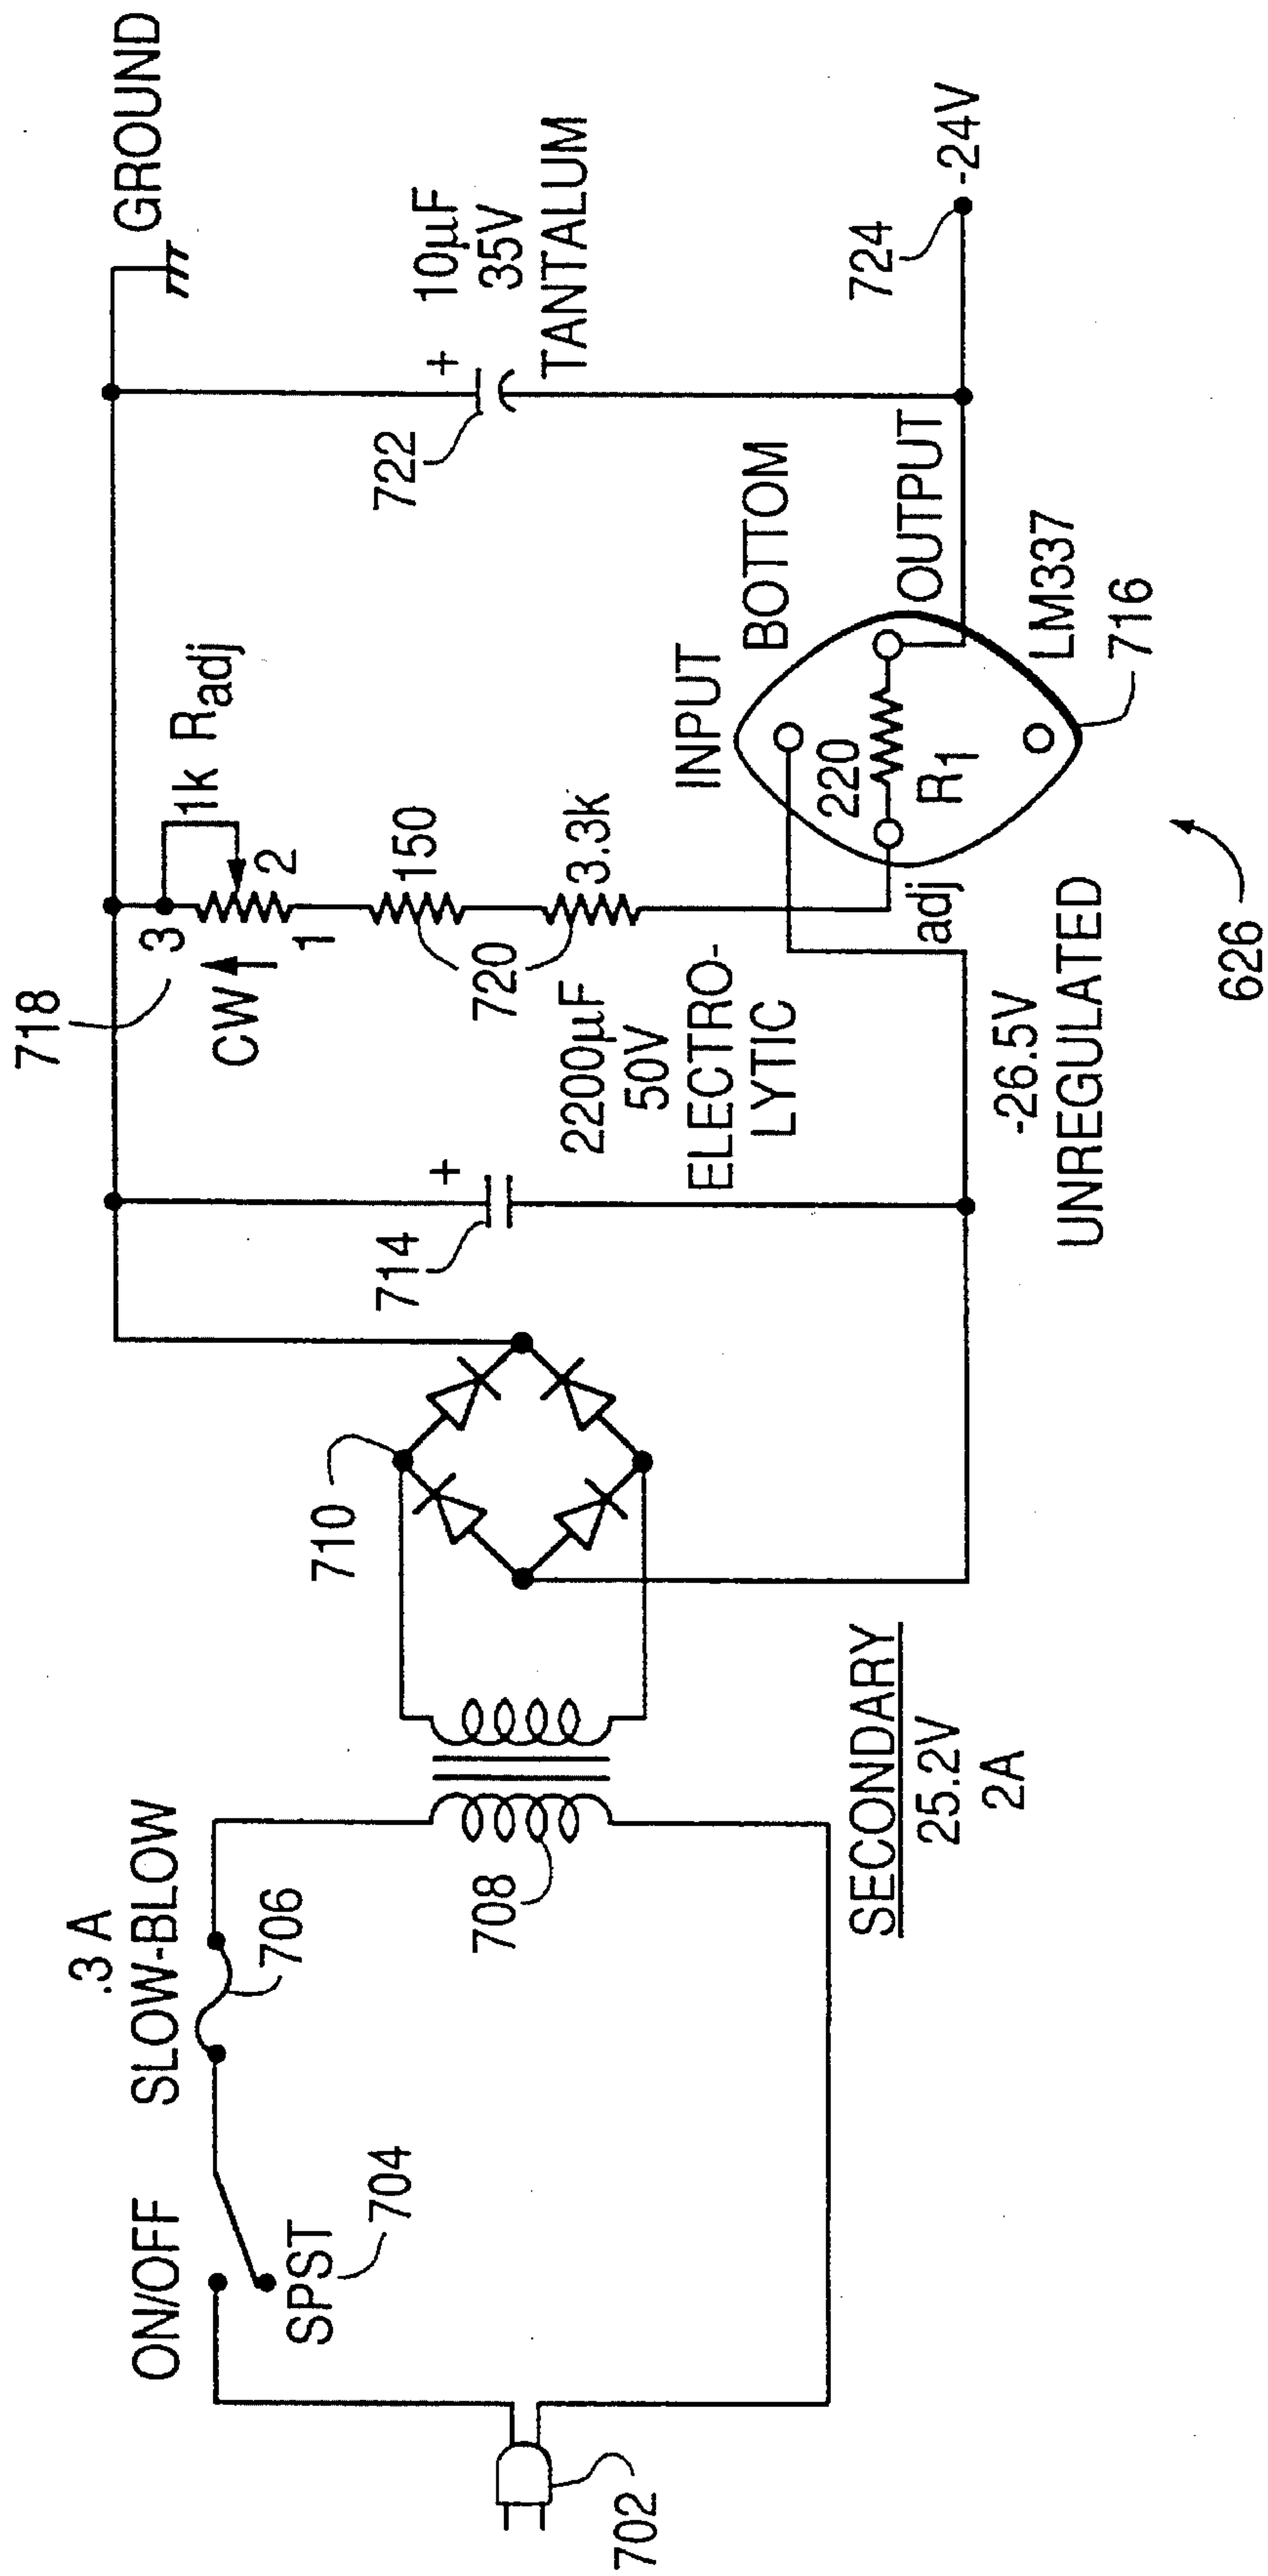 702
ON/OFF
SPST
704
.3 A
SLOW-BLOW
706
708
SECONDARY
25.2V
2A
710
714
+
2200μF
50V
ELECTRO-
LYTIC
-26.5V
UNREGULATED
718
3
CW
1
2
1k Radj
150
3.3k
720
adj
INPUT
BOTTOM
220
R1
OUTPUT
LM337
716
626
722
+
10μF
35V
TANTALUM
GROUND
724
-24V